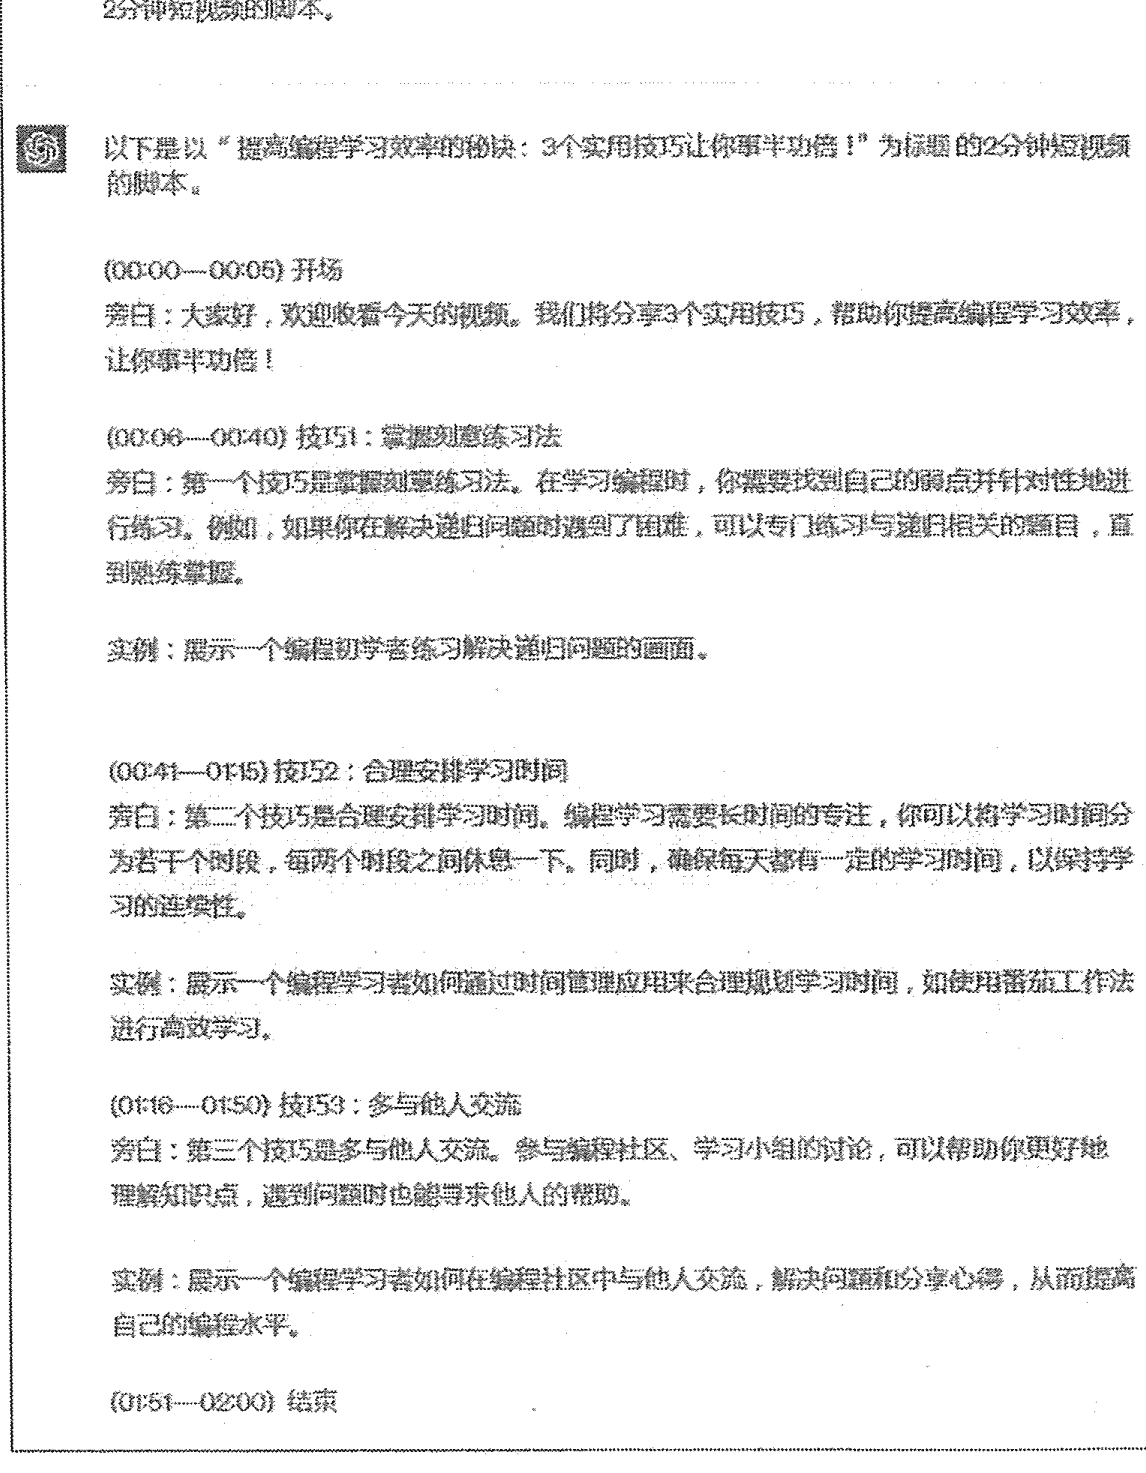 2分钟短视频的脚本。
以下是以“提高编程学习效率的秘诀：3个实用技巧让你事半功倍！”为标题的2分钟短视频
的脚本。
(00:00—00:05) 开场
旁白：大家好，欢迎收看今天的视频。我们将分享3个实用技巧，帮助你提高编程学习效率，
让你事半功倍！
(00:06—00:40) 技巧1：掌握刻意练习法
旁白：第一个技巧是掌握刻意练习法。在学习编程时，你需要找到自己的弱点并针对性地进
行练习。例如，如果你在解决递归问题时遇到了困难，可以专门练习与递归相关的题目，直
到熟练掌握。
实例：展示一个编程初学者练习解决递归问题的画面。
(00:41—01:15) 技巧2：合理安排学习时间
旁白：第二个技巧是合理安排学习时间。编程学习需要长时间的专注，你可以将学习时间分
为若干个时段，每两个时段之间休息一下。同时，确保每天都有一定的学习时间，以保持学
习的连续性。
实例：展示一个编程学习者如何通过时间管理应用来合理规划学习时间，如使用番茄工作法
进行高效学习。
(01:16—01:50) 技巧3：多与他人交流
旁白：第三个技巧是多与他人交流。参与编程社区、学习小组的讨论，可以帮助你更好地
理解知识点，遇到问题时也能寻求他人的帮助。
实例：展示一个编程学习者如何在编程社区中与他人交流，解决问题和分享心得，从而提高
自己的编程水平。
(01:51—02:00) 结束